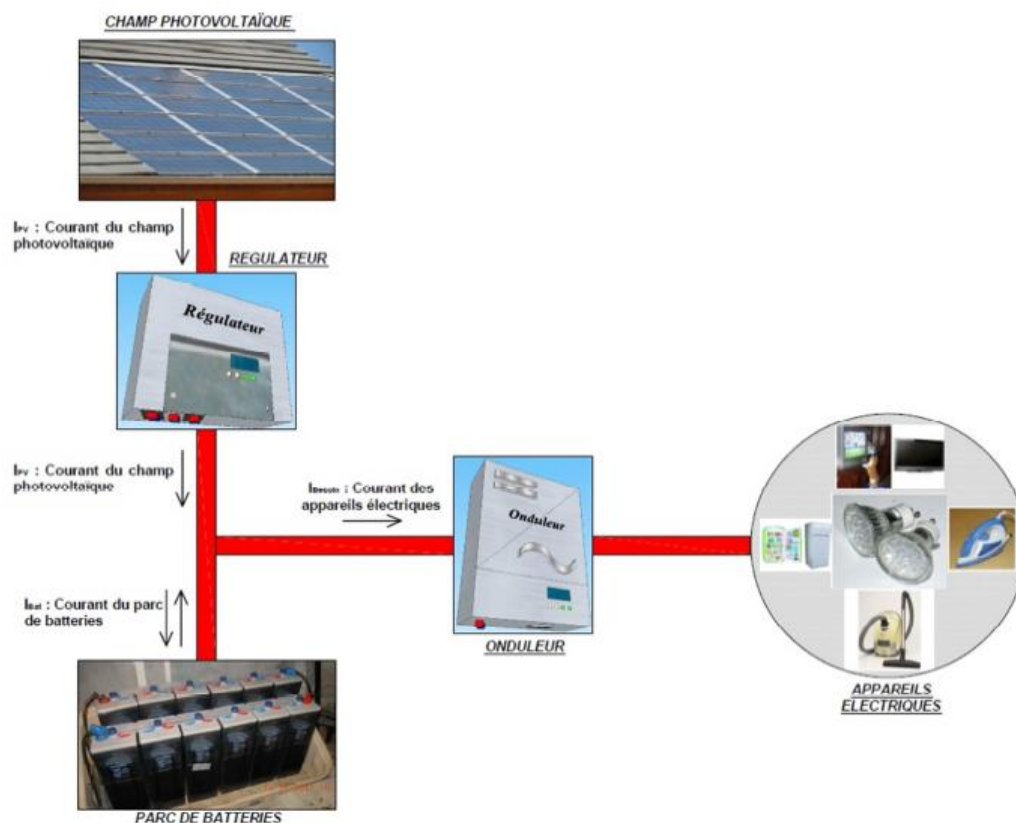 CHAMP PHOTOVOLTAÏQUE
IPV : Courant du champ
photovoltaïque
REGULATEUR
Régulateur
IPV : Courant du champ
photovoltaïque
IBesoin : Courant des
appareils électriques
Onduleur
IBat : Courant du parc
de batteries
ONDULEUR
APPAREILS
ELECTRIQUES
PARC DE BATTERIES